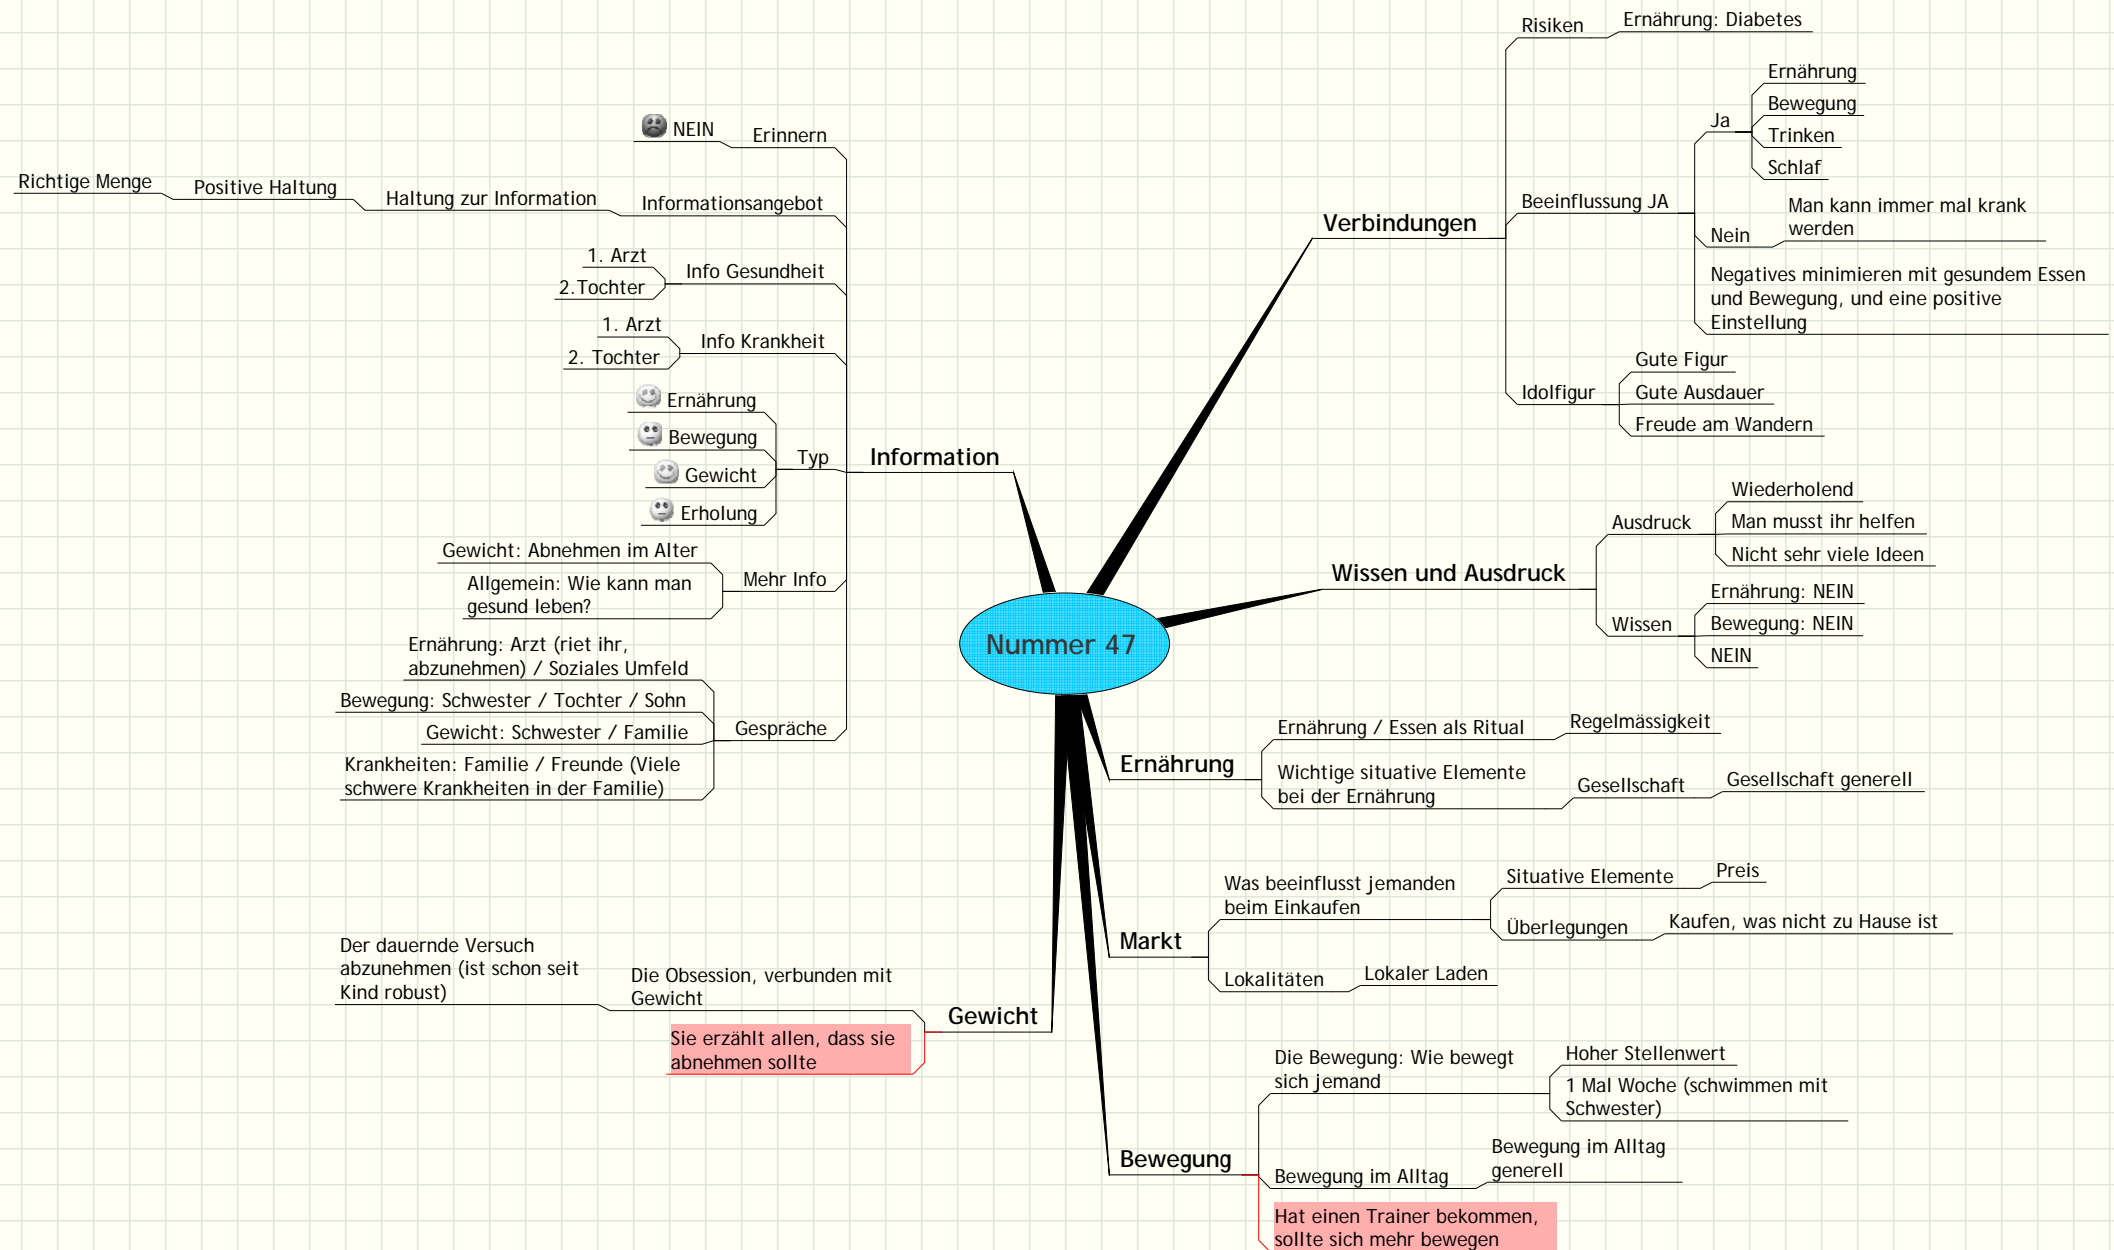 Nummer 47
Verbindungen
Risiken
Ernährung: Diabetes
Beeinflussung JA
Ja
Ernährung
Bewegung
Trinken
Schlaf
Nein
Man kann immer mal krank
werden
Negatives minimieren mit gesundem Essen
und Bewegung, und eine positive
Einstellung
Idolfigur
Gute Figur
Gute Ausdauer
Freude am Wandern
Wissen und Ausdruck
Ausdruck
Wiederholend
Man musst ihr helfen
Nicht sehr viele Ideen
Wissen
Ernährung: NEIN
Bewegung: NEIN
NEIN
Ernährung
Ernährung / Essen als Ritual
Regelmässigkeit
Wichtige situative Elemente
bei der Ernährung
Gesellschaft
Gesellschaft generell
Markt
Was beeinflusst jemanden
beim Einkaufen
Situative Elemente
Preis
Überlegungen
Kaufen, was nicht zu Hause ist
Lokalitäten
Lokaler Laden
Bewegung
Die Bewegung: Wie bewegt
sich jemand
Hoher Stellenwert
1 Mal Woche (schwimmen mit
Schwester)
Bewegung im Alltag
Bewegung im Alltag
generell
Hat einen Trainer bekommen,
sollte sich mehr bewegen
Gewicht
Die Obsession, verbunden mit
Gewicht
Der dauernde Versuch
abzunehmen (ist schon seit
Kind robust)
Sie erzählt allen, dass sie
abnehmen sollte
Information
Erinnern
NEIN
Informationsangebot
Haltung zur Information
Positive Haltung
Richtige Menge
Info Gesundheit
1. Arzt
2.Tochter
Info Krankheit
1. Arzt
2. Tochter
Typ
Ernährung
Bewegung
Gewicht
Erholung
Mehr Info
Gewicht: Abnehmen im Alter
Allgemein: Wie kann man
gesund leben?
Gespräche
Ernährung: Arzt (riet ihr,
abzunehmen) / Soziales Umfeld
Bewegung: Schwester / Tochter / Sohn
Gewicht: Schwester / Familie
Krankheiten: Familie / Freunde (Viele
schwere Krankheiten in der Familie)